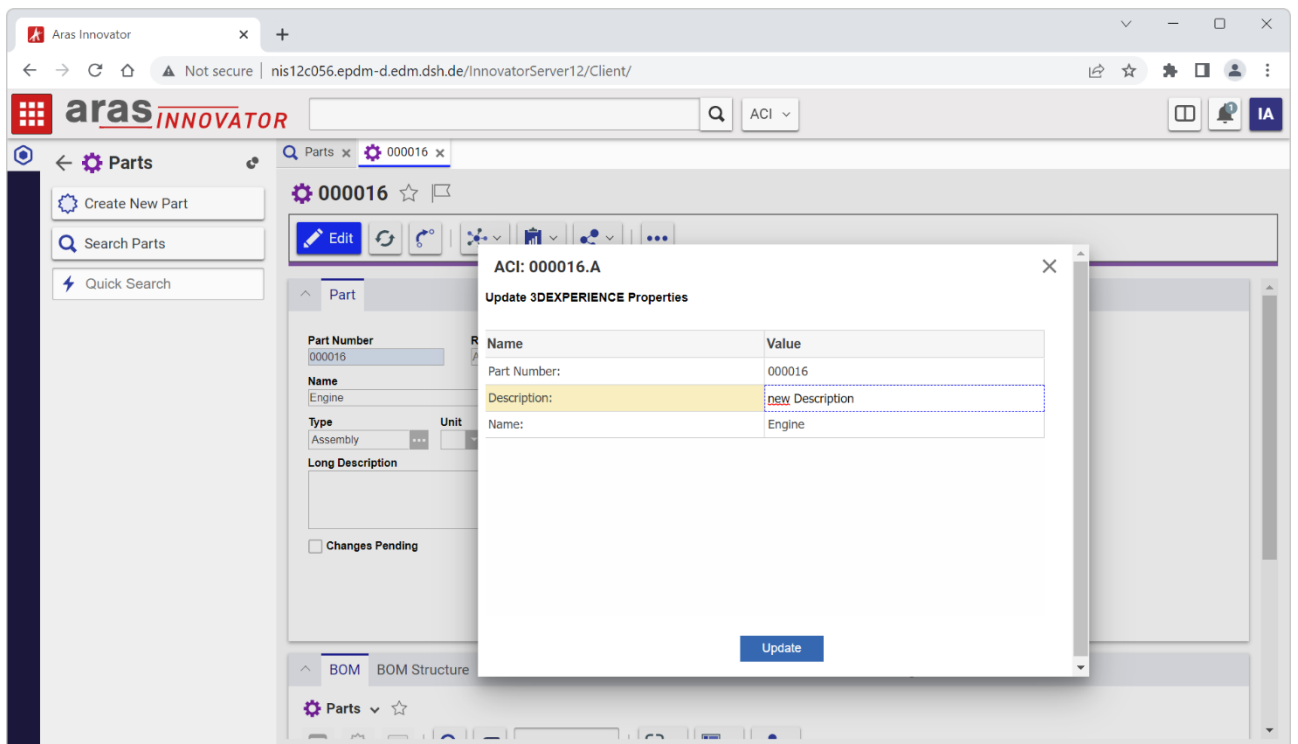 Aras Innovator
Not secure nis12c056.epdm-d.edm.dsh.de/InnovatorServer12/Client/
aras INNOVATOR ACI IA
Parts
Create New Part
Search Parts
Quick Search
Parts 000016
000016
Edit
Part
Part Number R
000016 A
Name
Engine
Type Unit
Assembly
Long Description
Changes Pending
ACI: 000016.A
Update 3DEXPERIENCE Properties
Name Value
Part Number: 000016
Description: new Description
Name: Engine
Update
BOM BOM Structure
Parts